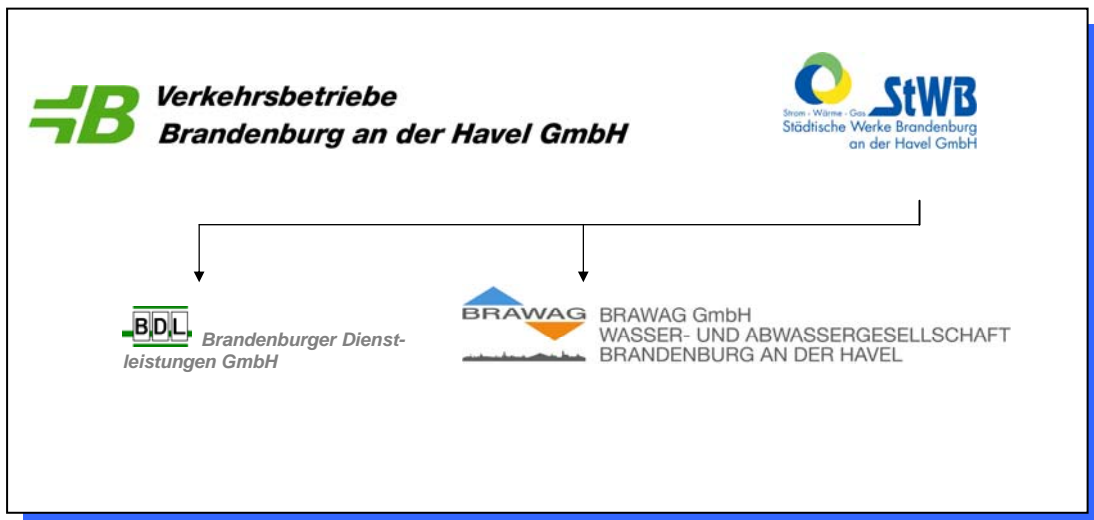 Verkehrsbetriebe
Brandenburg an der Havel GmbH
Strom - Wärme - Gas StWB
Städtische Werke Brandenburg
an der Havel GmbH
BDL Brandenburger Dienst-
leistungen GmbH
BRAWAG BRAWAG GmbH
WASSER- UND ABWASSERGESELLSCHAFT
BRANDENBURG AN DER HAVEL